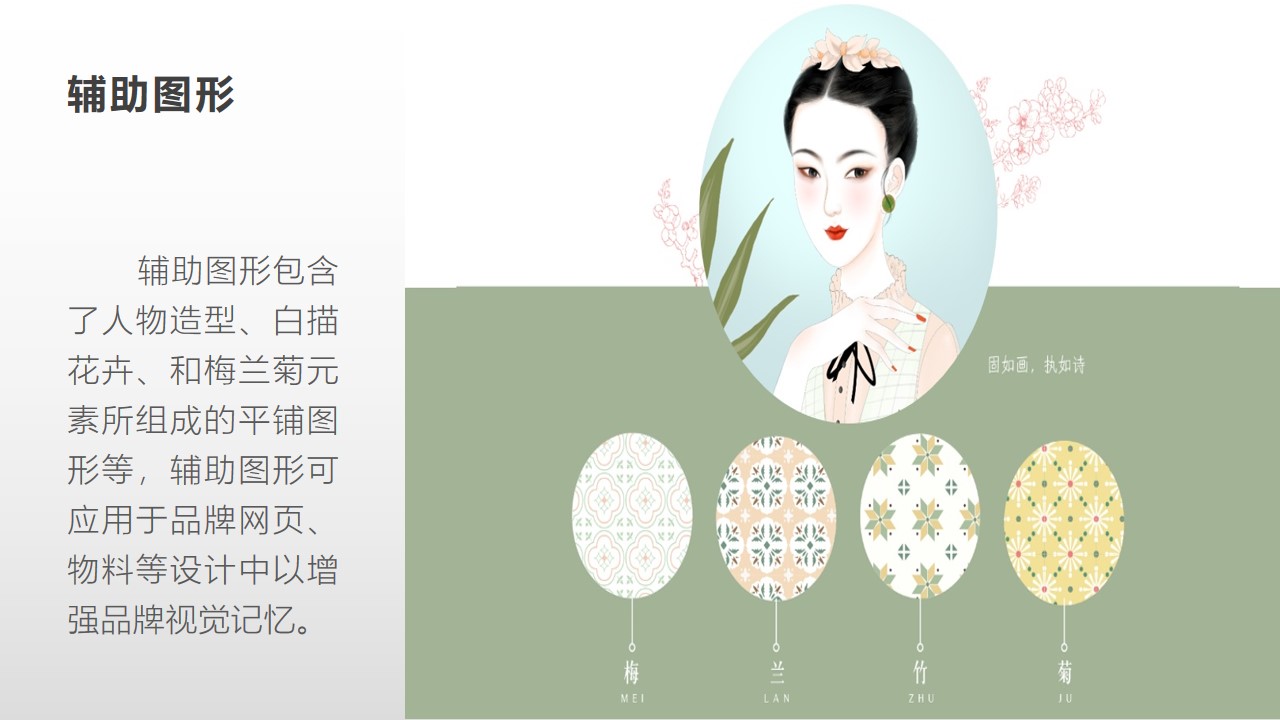 辅助图形
辅助图形包含
了人物造型、白描
花卉、和梅兰菊元
素所组成的平铺图
形等，辅助图形可
应用于品牌网页、
物料等设计中以增
强品牌视觉记忆。
固如画，执如诗
梅
MEI
兰
LAN
竹
ZHU
菊
JU